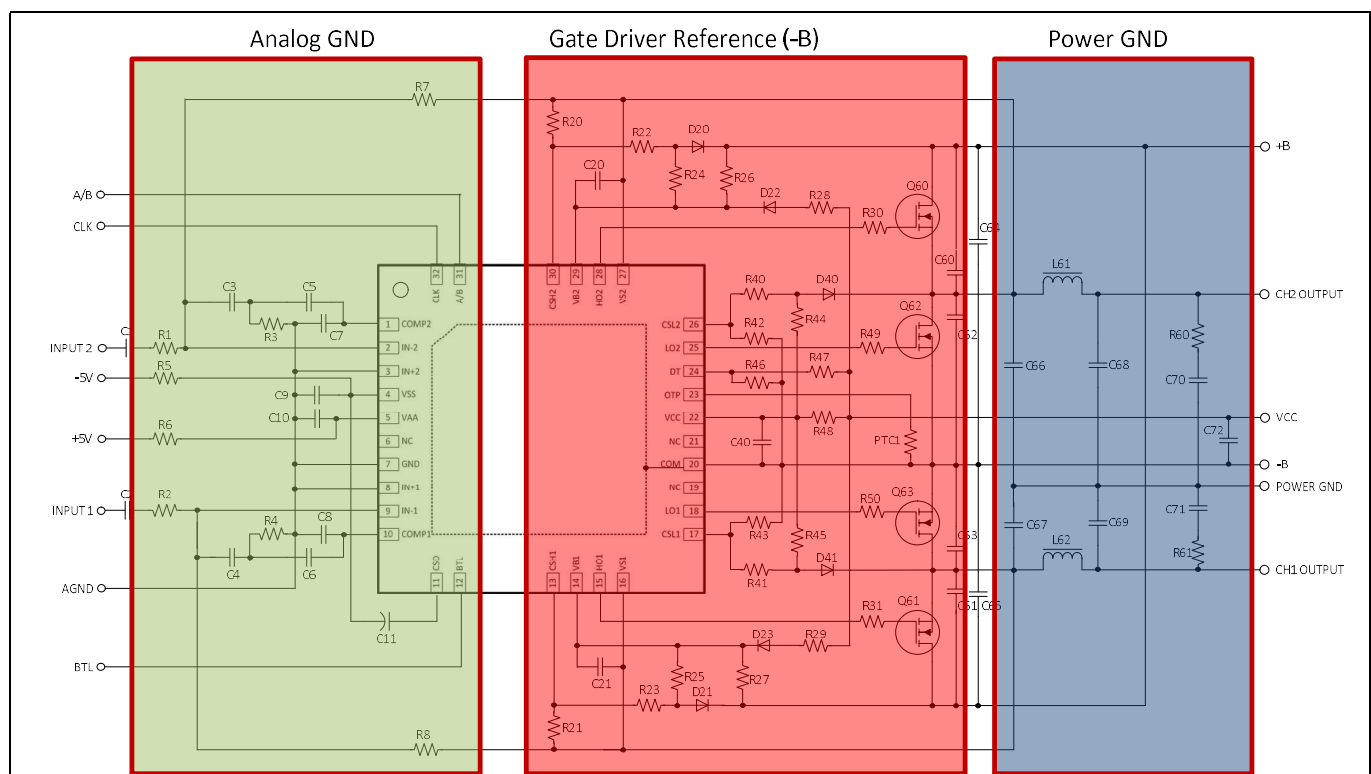 Analog GND
Gate Driver Reference (-B)
Power GND
R7
R20
R22
D20
+B
C20
R24
R26
A/B
D22
R28
Q60
CLK
R30
C64
32
31
30
29
28
27
CLK
A/B
CSH2
VB2
HO2
VS2
C60
L61
C3
C5
R40
D40
CH2 OUTPUT
R3
C7
1
COMP2
CSL2
26
R42
R44
Q62
C62
R60
INPUT 2
C
R1
2
IN-2
LO2
25
R49
-5V
R5
3
IN+2
DT
24
R46
R47
C66
C68
C70
C9
4
VSS
OTP
23
C10
5
VAA
VCC
22
R48
VCC
+5V
R6
6
NC
NC
21
C40
PTC1
C72
7
GND
COM
20
-B
8
IN+1
NC
19
POWER GND
INPUT 1
C
R2
9
IN-1
LO1
18
R50
Q63
C71
R4
C8
10
COMP1
CSL1
17
R43
R45
C67
C69
C4
C6
R41
D41
C63
L62
R61
CH1 OUTPUT
CSD
BTL
CSH1
VB1
HO1
VS1
11
12
13
14
15
16
AGND
C61
C65
C11
R31
Q61
D23
R29
BTL
C21
R25
R27
R23
D21
R21
R8